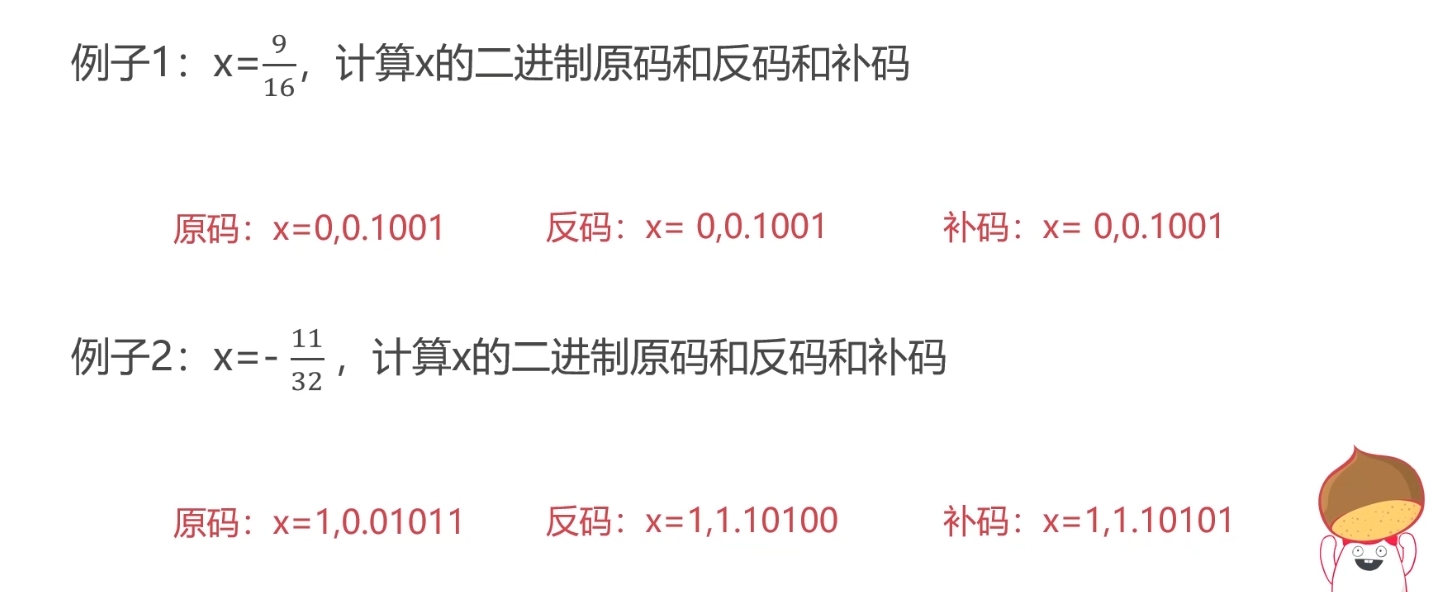 例子1：x=9/16，计算x的二进制原码和反码和补码
原码：x=0,0.1001 反码：x= 0,0.1001 补码：x= 0,0.1001
例子2：x=- 11/32 ，计算x的二进制原码和反码和补码
原码：x=1,0.01011 反码：x=1,1.10100 补码：x=1,1.10101